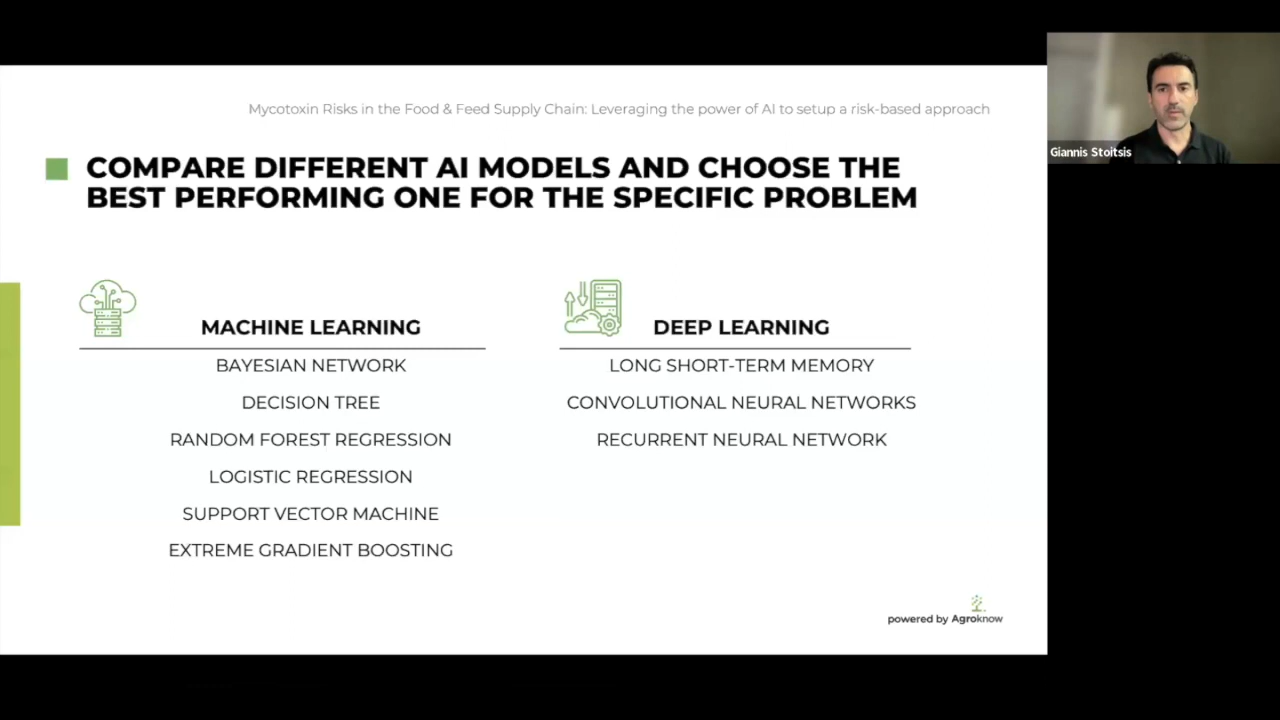 Mycotoxin Risks in the Food & Feed Supply Chain: Leveraging the power of AI to setup a risk-based approach
COMPARE DIFFERENT AI MODELS AND CHOOSE THE
BEST PERFORMING ONE FOR THE SPECIFIC PROBLEM
MACHINE LEARNING
BAYESIAN NETWORK
DECISION TREE
RANDOM FOREST REGRESSION
LOGISTIC REGRESSION
SUPPORT VECTOR MACHINE
EXTREME GRADIENT BOOSTING
DEEP LEARNING
LONG SHORT-TERM MEMORY
CONVOLUTIONAL NEURAL NETWORKS
RECURRENT NEURAL NETWORK
powered by Agroknow
Giannis Stoitsis